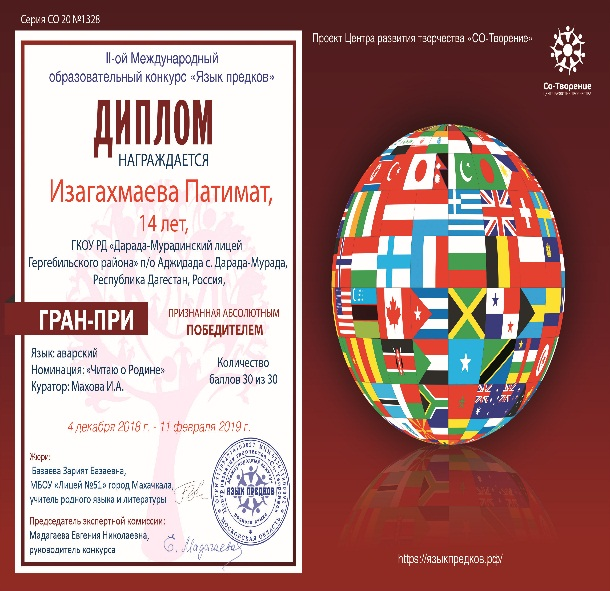 Серия СО 20 №1328
II-ой Международный
образовательный конкурс «Язык предков»
ДИПЛОМ
НАГРАЖДАЕТСЯ
Изагахмаева Патимат,
14 лет,
ГКОУ РД «Дарада-Мурадинский лицей
Гергебильского района» п/о Аджидада с. Дарада-Мурада,
Республика Дагестан, Россия,
ГРАН-ПРИ
ПРИЗНАННАЯ АБСОЛЮТНЫМ
ПОБЕДИТЕЛЕМ
Язык: аварский
Номинация: «Читаю о Родине»
Куратор: Махова И.А.
Количество
баллов 30 из 30
4 декабря 2018 г. - 11 февраля 2019 г.
Жюри:
Базаева Зарият Евзаевна,
МБОУ «Лицей №51» город Махачкала,
учитель родного языка и литературы
Председатель экспертной комиссии:
Мадагаева Евгения Николаевна,
руководитель конкурса
ЯЗЫК ПРЕДКОВ
Проект Центра развития творчества «СО-Творение»
Со-Творение
https://языкпредков.рф/